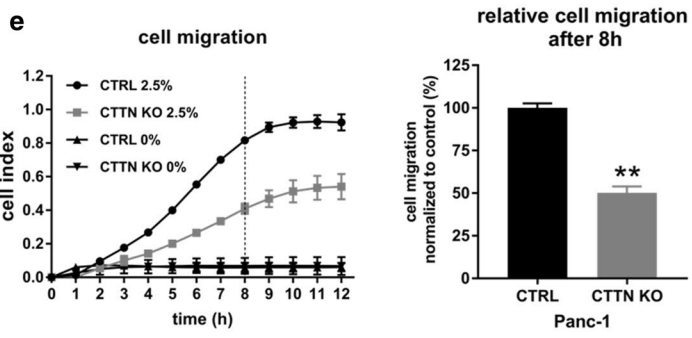 e
cell migration
cell index
1.2
1.0
0.8
0.6
0.4
0.2
0.0
CTRL 2.5%
CTTN KO 2.5%
CTRL 0%
CTTN KO 0%
0 1 2 3 4 5 6 7 8 9 10 11 12
time (h)
relative cell migration
after 8h
cell migration
normalized to control (%)
125
100
75
50
25
0
**
CTRL CTTN KO
Panc-1